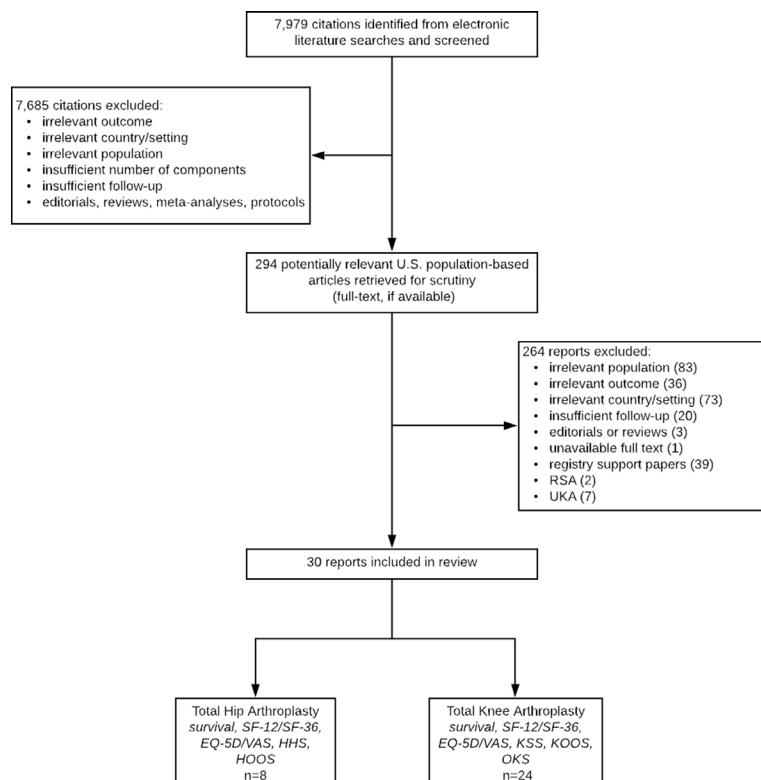 7,979 citations identified from electronic
literature searches and screened
7,685 citations excluded:
• irrelevant outcome
• irrelevant country/setting
• irrelevant population
• insufficient number of components
• insufficient follow-up
• editorials, reviews, meta-analyses, protocols
294 potentially relevant U.S. population-based
articles retrieved for scrutiny
(full-text, if available)
264 reports excluded:
• irrelevant population (83)
• irrelevant outcome (36)
• irrelevant country/setting (73)
• insufficient follow-up (20)
• editorials or reviews (3)
• unavailable full text (1)
• registry support papers (39)
• RSA (2)
• UKA (7)
30 reports included in review
Total Hip Arthroplasty
survival, SF-12/SF-36,
EQ-5D/VAS, HHS,
HOOS
n=8
Total Knee Arthroplasty
survival, SF-12/SF-36,
EQ-5D/VAS, KSS, KOOS,
OKS
n=24